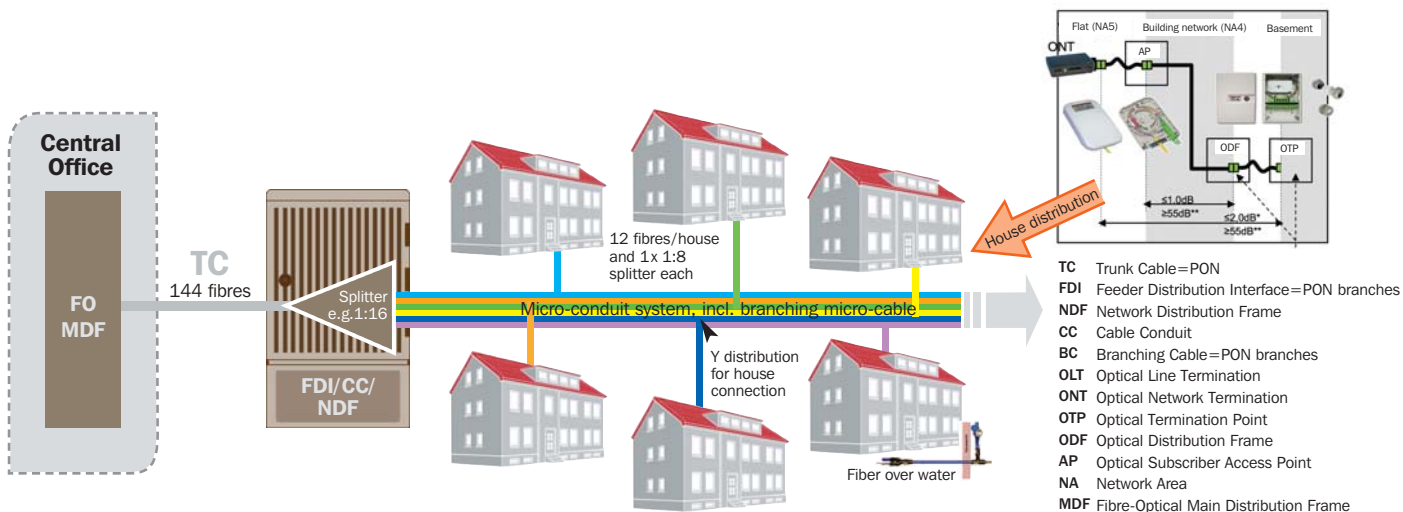 Central
Office
FO
MDF
TC
144 fibres
Splitter
e.g.1:16
FDI/CC/
NDF
12 fibres/house
and 1x 1:8
splitter each
Micro-conduit system, incl. branching micro-cable
Y distribution
for house
connection
Fiber over water
House distribution
Flat (NA5)
Building network (NA4)
Basement
ONT
AP
ODF
OTP
≤1.0dB
≥55dB**
≤2,0dB*
≥55dB**
TC Trunk Cable=PON
FDI Feeder Distribution Interface=PON branches
NDF Network Distribution Frame
CC Cable Conduit
BC Branching Cable=PON branches
OLT Optical Line Termination
ONT Optical Network Termination
OTP Optical Termination Point
ODF Optical Distribution Frame
AP Optical Subscriber Access Point
NA Network Area
MDF Fibre-Optical Main Distribution Frame